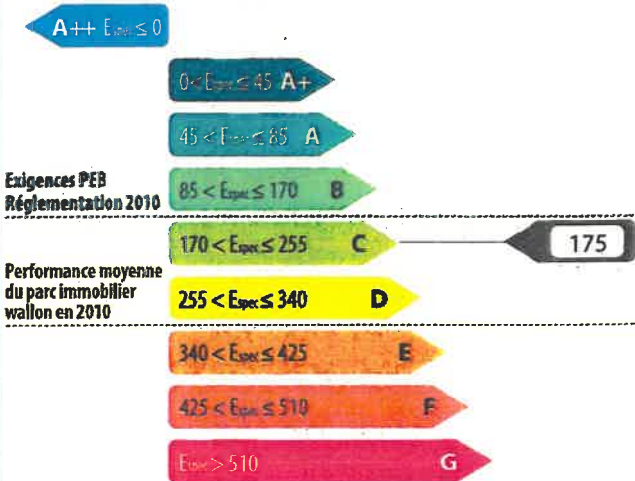 A++ Espec ≤ 0
0 < Espec ≤ 45 A+
45 < Espec ≤ 85 A
Exigences PEB
Réglementation 2010
85 < Espec ≤ 170 B
170 < Espec ≤ 255 C
175
Performance moyenne
du parc immobilier
wallon en 2010
255 < Espec ≤ 340 D
340 < Espec ≤ 425 E
425 < Espec ≤ 510 F
Espec > 510 G